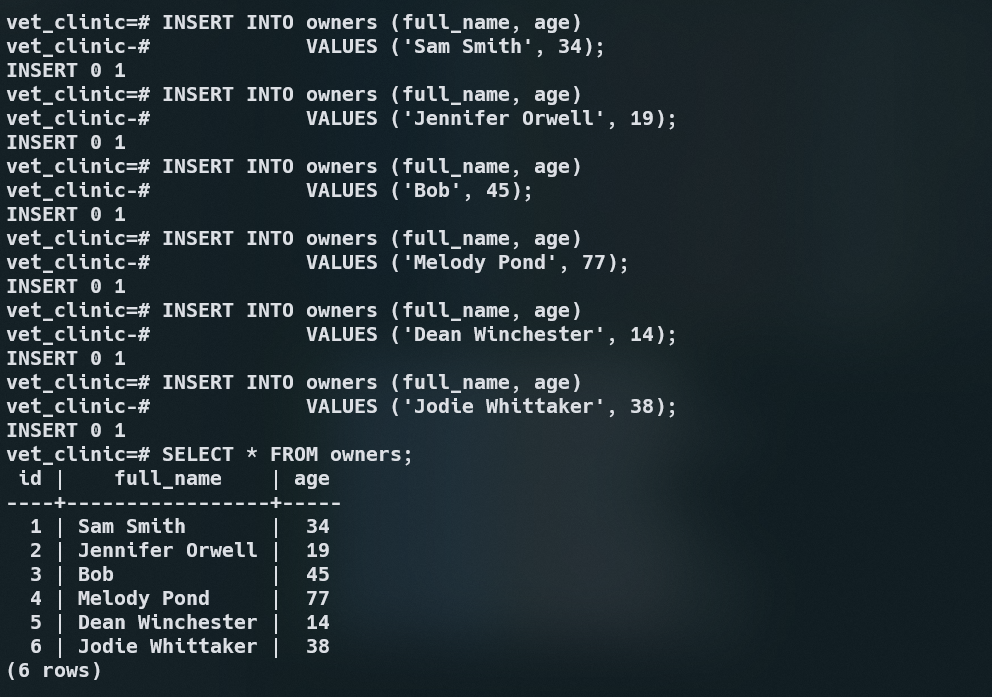 vet_clinic=# INSERT INTO owners (full_name, age)
vet_clinic-#             VALUES ('Sam Smith', 34);
INSERT 0 1
vet_clinic=# INSERT INTO owners (full_name, age)
vet_clinic-#             VALUES ('Jennifer Orwell', 19);
INSERT 0 1
vet_clinic=# INSERT INTO owners (full_name, age)
vet_clinic-#             VALUES ('Bob', 45);
INSERT 0 1
vet_clinic=# INSERT INTO owners (full_name, age)
vet_clinic-#             VALUES ('Melody Pond', 77);
INSERT 0 1
vet_clinic=# INSERT INTO owners (full_name, age)
vet_clinic-#             VALUES ('Dean Winchester', 14);
INSERT 0 1
vet_clinic=# INSERT INTO owners (full_name, age)
vet_clinic-#             VALUES ('Jodie Whittaker', 38);
INSERT 0 1
vet_clinic=# SELECT * FROM owners;
 id |    full_name    | age
----+-----------------+-----
  1 | Sam Smith       |  34
  2 | Jennifer Orwell |  19
  3 | Bob             |  45
  4 | Melody Pond     |  77
  5 | Dean Winchester |  14
  6 | Jodie Whittaker |  38
(6 rows)